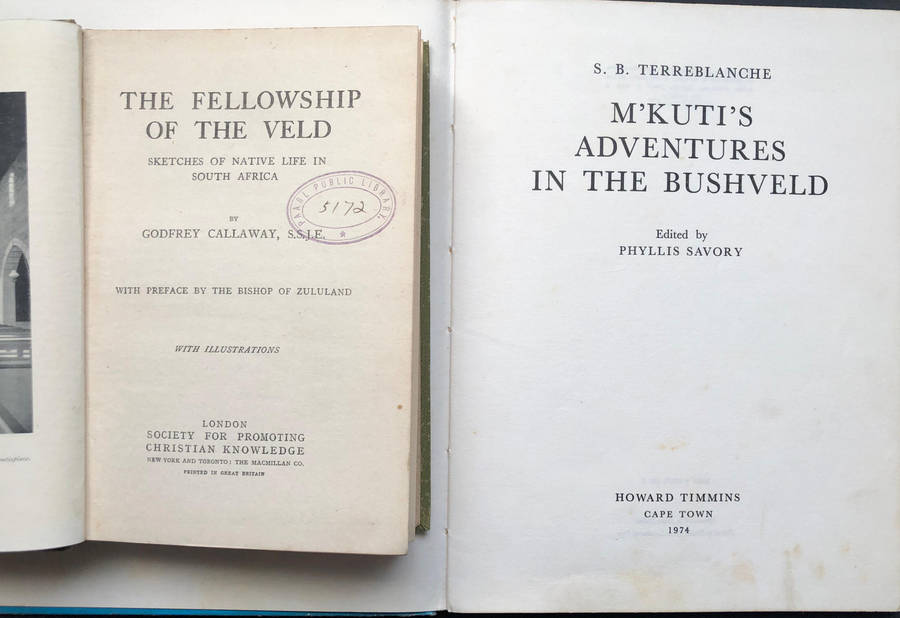 THE FELLOWSHIP
OF THE VELD
SKETCHES OF NATIVE LIFE IN
SOUTH AFRICA
PAARL PUBLIC LIBRARY.
5172
*
BY
GODFREY CALLAWAY, S.S.J.E.
WITH PREFACE BY THE BISHOP OF ZULULAND
WITH ILLUSTRATIONS
LONDON
SOCIETY FOR PROMOTING
CHRISTIAN KNOWLEDGE
NEW YORK AND TORONTO: THE MACMILLAN CO.
PRINTED IN GREAT BRITAIN
S. B. TERREBLANCHE
M'KUTI'S
ADVENTURES
IN THE BUSHVELD
Edited by
PHYLLIS SAVORY
HOWARD TIMMINS
CAPE TOWN
1974